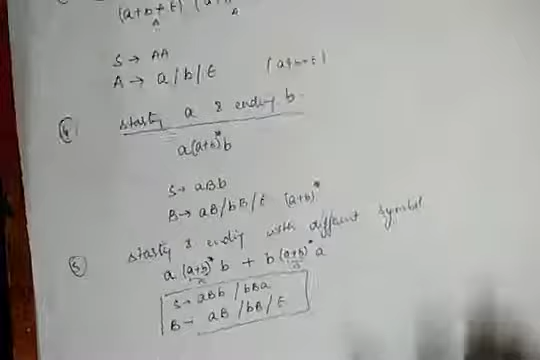 (a+b+ε) (a+
S → AA
A → a/b/ε (a+b+ε)
4) starting a & ending b.
a(a+b)*b
S → aBb
B → aB/bB/ε (a+b)*
5) starting & ending with different symbol
a (a+b)* b + b (a+b)* a
S → aBb / bBa
B → aB / bB / ε